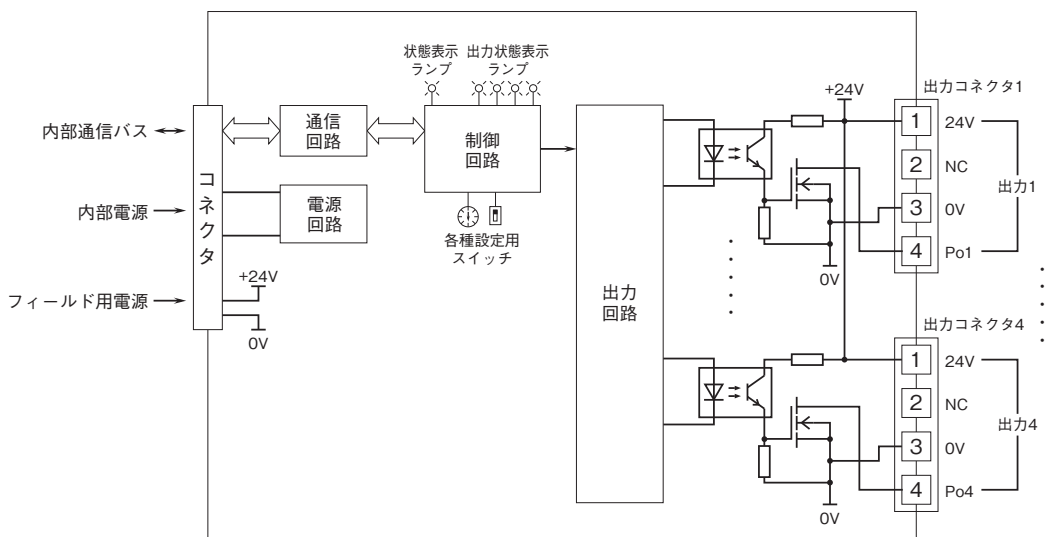 状態表示
ランプ
出力状態表示
ランプ
+24V
出力コネクタ1
内部通信バス
通信
回路
制御
回路
1
24V
2
NC
出力1
3
0V
4
Po1
コネクタ
内部電源
電源
回路
各種設定用
スイッチ
0V
フィールド用電源
+24V
0V
出力
回路
出力コネクタ4
1
24V
2
NC
出力4
3
0V
4
Po4
0V